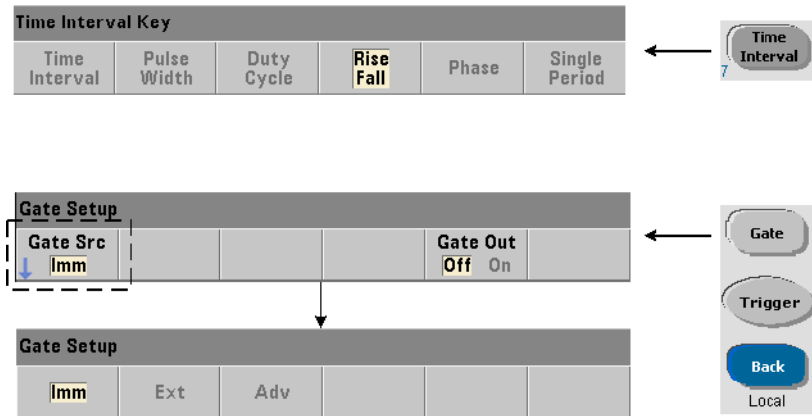 Time Interval Key
Time Interval
Pulse Width
Duty Cycle
Rise Fall
Phase
Single Period
Time Interval
7
Gate Setup
Gate Src
Imm
Gate Out
Off On
Gate
Trigger
Back
Local
Gate Setup
Imm Ext Adv